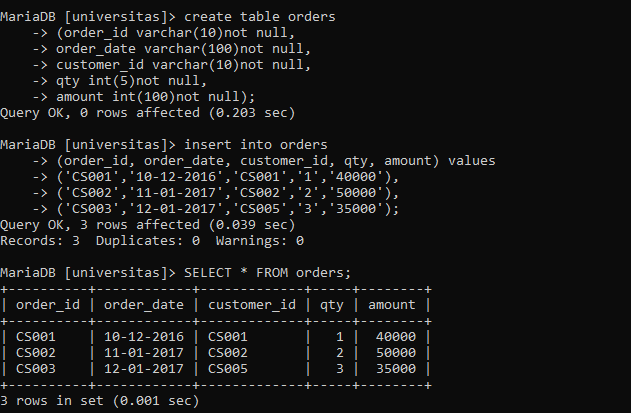 MariaDB [universitas]> create table orders
    -> (order_id varchar(10)not null,
    -> order_date varchar(100)not null,
    -> customer_id varchar(10)not null,
    -> qty int(5)not null,
    -> amount int(100)not null);
Query OK, 0 rows affected (0.203 sec)

MariaDB [universitas]> insert into orders
    -> (order_id, order_date, customer_id, qty, amount) values
    -> ('CS001','10-12-2016','CS001','1','40000'),
    -> ('CS002','11-01-2017','CS002','2','50000'),
    -> ('CS003','12-01-2017','CS005','3','35000');
Query OK, 3 rows affected (0.039 sec)
Records: 3  Duplicates: 0  Warnings: 0

MariaDB [universitas]> SELECT * FROM orders;
+----------+------------+-------------+-----+--------+
| order_id | order_date | customer_id | qty | amount |
+----------+------------+-------------+-----+--------+
| CS001    | 10-12-2016 | CS001       |   1 |  40000 |
| CS002    | 11-01-2017 | CS002       |   2 |  50000 |
| CS003    | 12-01-2017 | CS005       |   3 |  35000 |
+----------+------------+-------------+-----+--------+
3 rows in set (0.001 sec)